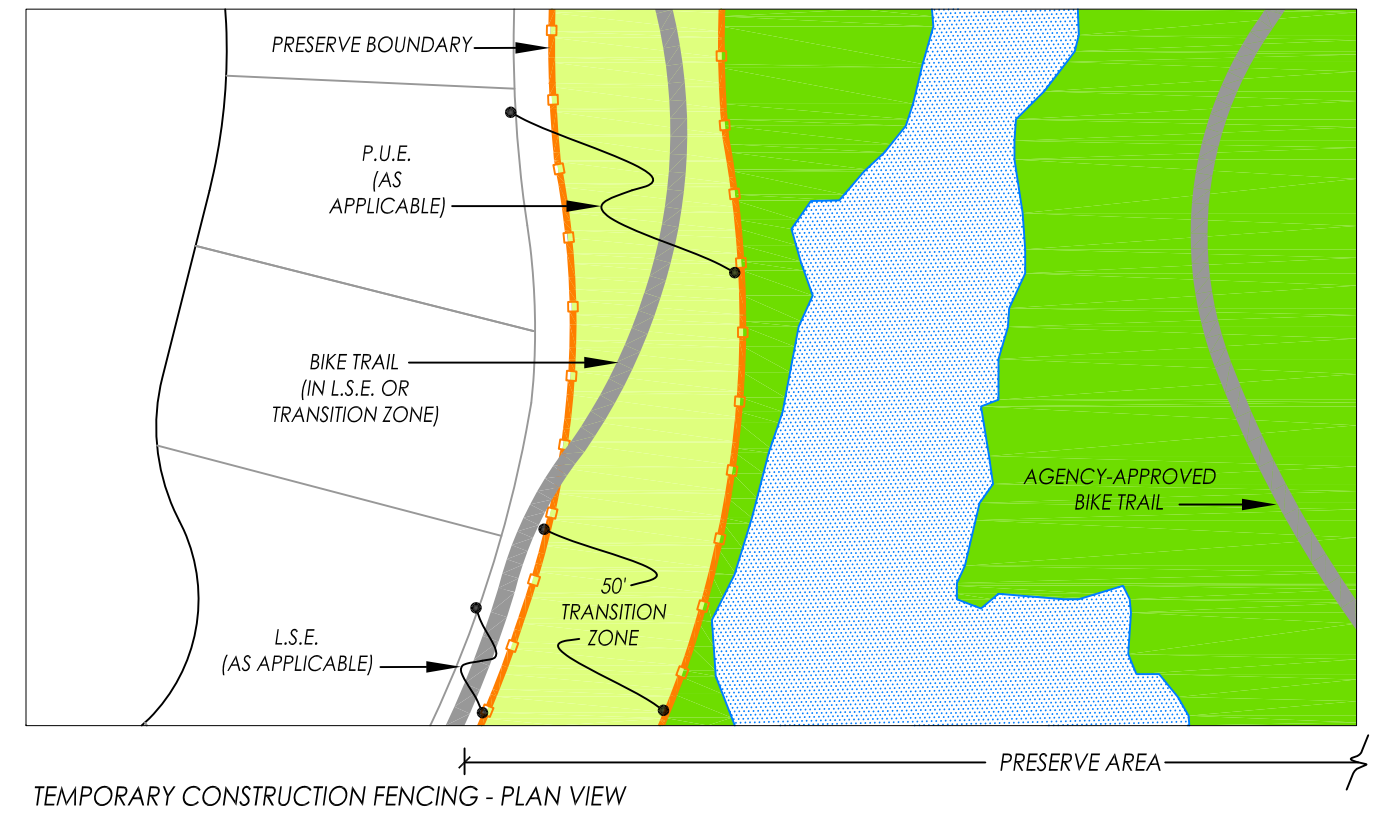 PRESERVE BOUNDARY
P.U.E.
(AS
APPLICABLE)
BIKE TRAIL
(IN L.S.E. OR
TRANSITION ZONE)
AGENCY-APPROVED
BIKE TRAIL
50'
TRANSITION
ZONE
L.S.E.
(AS APPLICABLE)
PRESERVE AREA
TEMPORARY CONSTRUCTION FENCING - PLAN VIEW